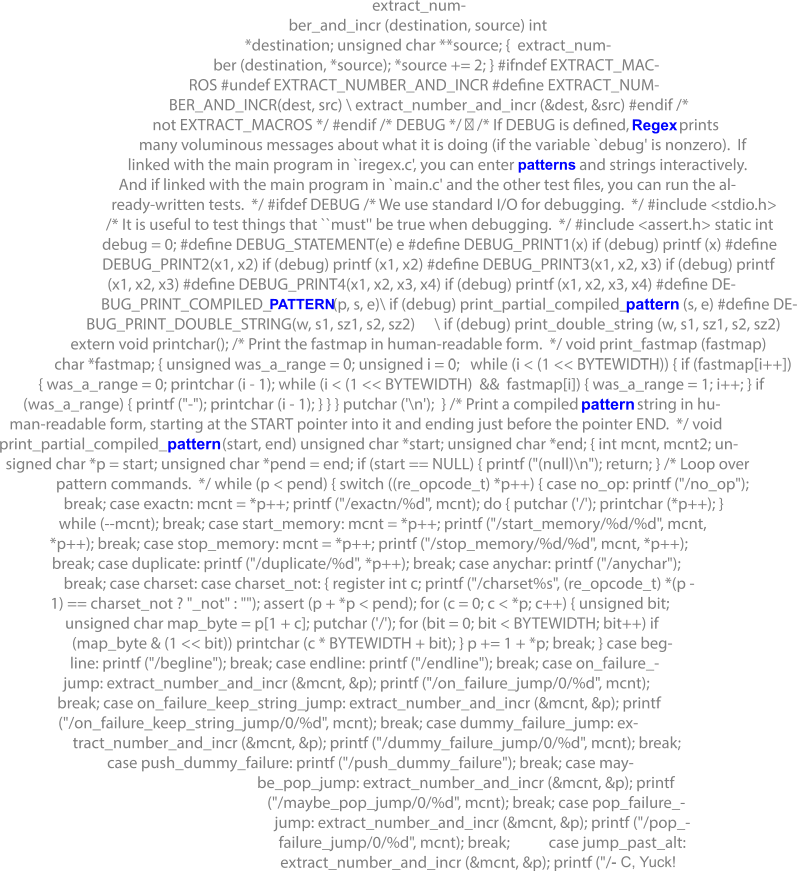 extract_num-
ber_and_incr (destination, source) int
*destination; unsigned char **source; { extract_num-
ber (destination, *source); *source += 2; } #ifndef EXTRACT_MAC-
ROS #undef EXTRACT_NUMBER_AND_INCR #define EXTRACT_NUM-
BER_AND_INCR(dest, src) \ extract_number_and_incr (&dest, &src) #endif /*
not EXTRACT_MACROS */ #endif /* DEBUG */ /* If DEBUG is defined, Regex prints
many voluminous messages about what it is doing (if the variable `debug' is nonzero). If
linked with the main program in `iregex.c', you can enter patterns and strings interactively.
And if linked with the main program in `main.c' and the other test files, you can run the al-
ready-written tests. */ #ifdef DEBUG /* We use standard I/O for debugging. */ #include <stdio.h>
/* It is useful to test things that ``must'' be true when debugging. */ #include <assert.h> static int
debug = 0; #define DEBUG_STATEMENT(e) e #define DEBUG_PRINT1(x) if (debug) printf (x) #define
DEBUG_PRINT2(x1, x2) if (debug) printf (x1, x2) #define DEBUG_PRINT3(x1, x2, x3) if (debug) printf
(x1, x2, x3) #define DEBUG_PRINT4(x1, x2, x3, x4) if (debug) printf (x1, x2, x3, x4) #define DE-
BUG_PRINT_COMPILED_PATTERN(p, s, e)\ if (debug) print_partial_compiled_pattern (s, e) #define DE-
BUG_PRINT_DOUBLE_STRING(w, s1, sz1, s2, sz2) \ if (debug) print_double_string (w, s1, sz1, s2, sz2)
extern void printchar(); /* Print the fastmap in human-readable form. */ void print_fastmap (fastmap)
char *fastmap; { unsigned was_a_range = 0; unsigned i = 0; while (i < (1 << BYTEWIDTH)) { if (fastmap[i++])
{ was_a_range = 0; printchar (i - 1); while (i < (1 << BYTEWIDTH) && fastmap[i]) { was_a_range = 1; i++; } if
(was_a_range) { printf ("-"); printchar (i - 1); } } } putchar ('\n'); } /* Print a compiled pattern string in hu-
man-readable form, starting at the START pointer into it and ending just before the pointer END. */ void
print_partial_compiled_pattern(start, end) unsigned char *start; unsigned char *end; { int mcnt, mcnt2; un-
signed char *p = start; unsigned char *pend = end; if (start == NULL) { printf ("(null)\n"); return; } /* Loop over
pattern commands. */ while (p < pend) { switch ((re_opcode_t) *p++) { case no_op: printf ("/no_op");
break; case exactn: mcnt = *p++; printf ("/exactn/%d", mcnt); do { putchar ('/'); printchar (*p++); }
while (--mcnt); break; case start_memory: mcnt = *p++; printf ("/start_memory/%d/%d", mcnt,
*p++); break; case stop_memory: mcnt = *p++; printf ("/stop_memory/%d/%d", mcnt, *p++);
break; case duplicate: printf ("/duplicate/%d", *p++); break; case anychar: printf ("/anychar");
break; case charset: case charset_not: { register int c; printf ("/charset%s", (re_opcode_t) *(p -
1) == charset_not ? "_not" : ""); assert (p + *p < pend); for (c = 0; c < *p; c++) { unsigned bit;
unsigned char map_byte = p[1 + c]; putchar ('/'); for (bit = 0; bit < BYTEWIDTH; bit++) if
(map_byte & (1 << bit)) printchar (c * BYTEWIDTH + bit); } p += 1 + *p; break; } case beg-
line: printf ("/begline"); break; case endline: printf ("/endline"); break; case on_failure_-
jump: extract_number_and_incr (&mcnt, &p); printf ("/on_failure_jump/0/%d", mcnt);
break; case on_failure_keep_string_jump: extract_number_and_incr (&mcnt, &p); printf
("/on_failure_keep_string_jump/0/%d", mcnt); break; case dummy_failure_jump: ex-
tract_number_and_incr (&mcnt, &p); printf ("/dummy_failure_jump/0/%d", mcnt); break;
case push_dummy_failure: printf ("/push_dummy_failure"); break; case may-
be_pop_jump: extract_number_and_incr (&mcnt, &p); printf
("/maybe_pop_jump/0/%d", mcnt); break; case pop_failure_-
jump: extract_number_and_incr (&mcnt, &p); printf ("/pop_-
failure_jump/0/%d", mcnt); break; case jump_past_alt:
extract_number_and_incr (&mcnt, &p); printf ("/- C, Yuck!